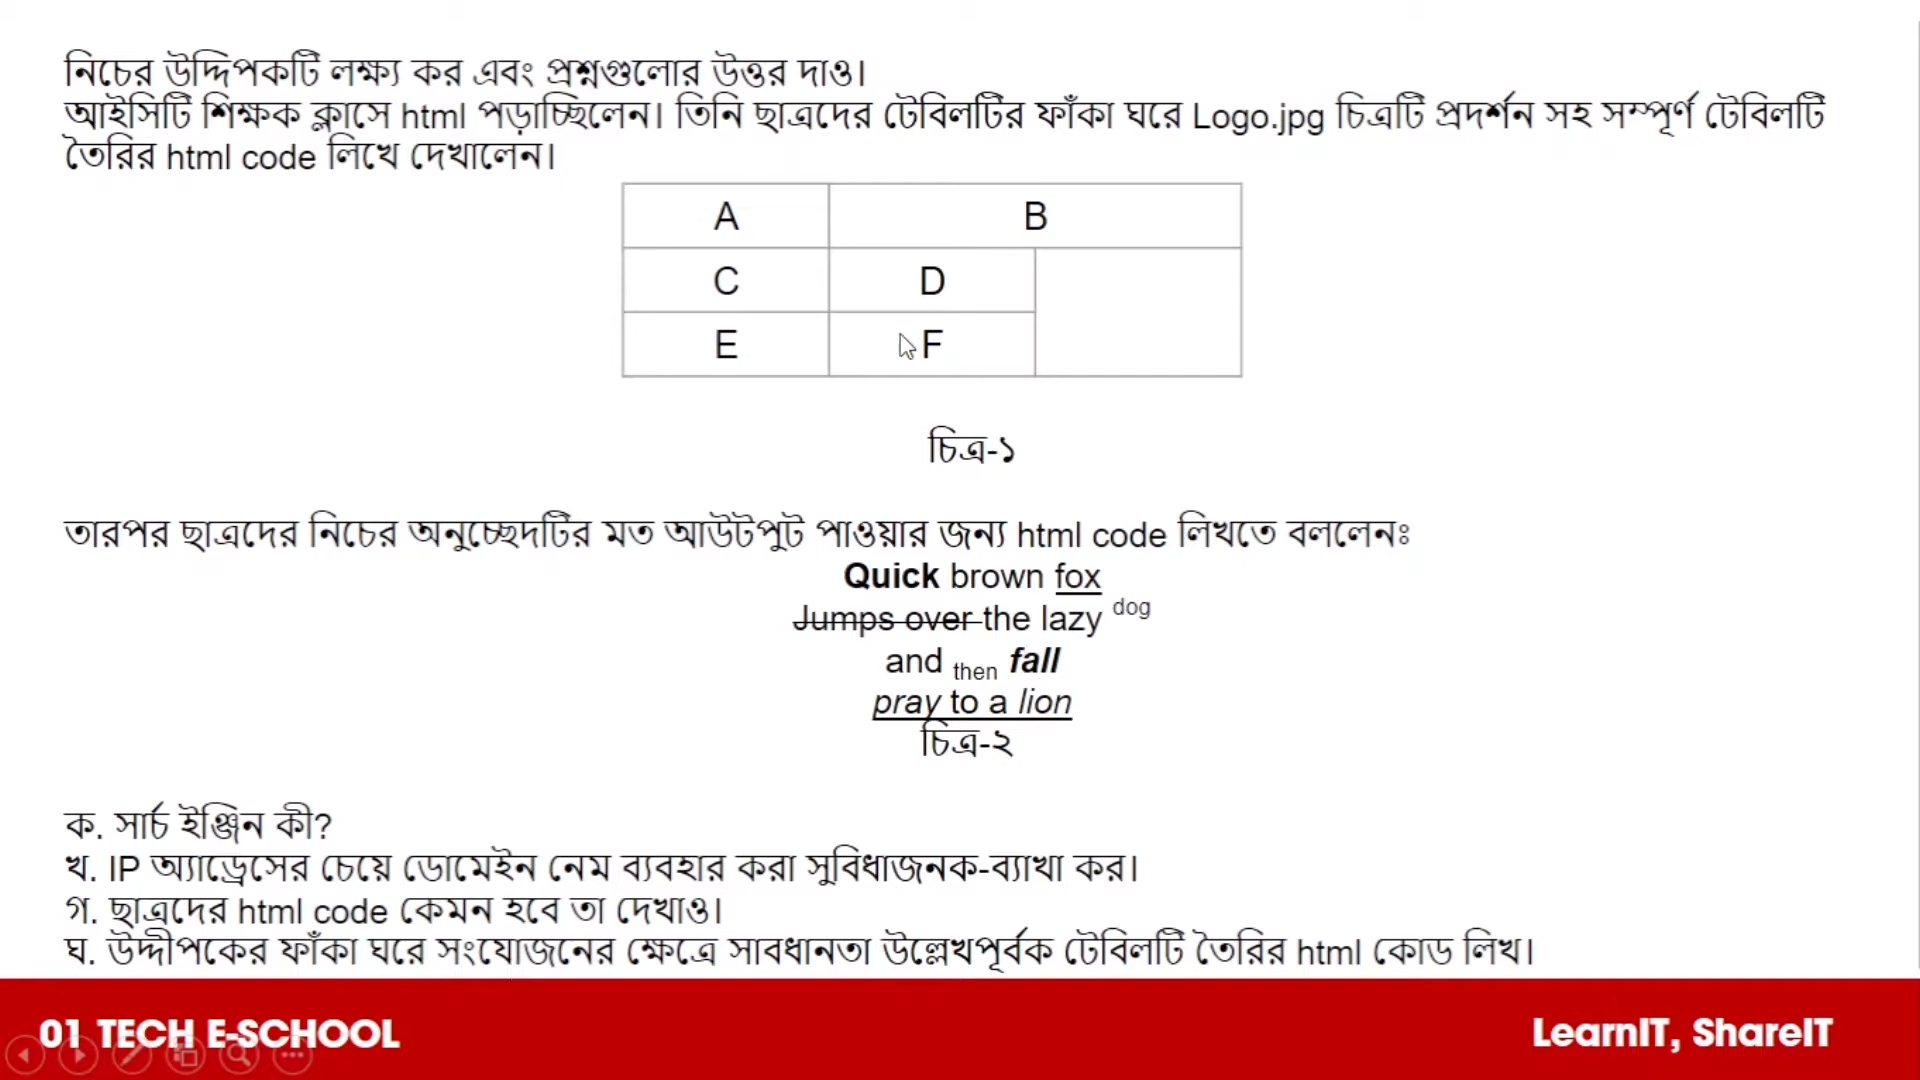 নিচের উদ্দিপকটি লক্ষ্য কর এবং প্রশ্নগুলোর উত্তর দাও।
আইসিটি শিক্ষক ক্লাসে html পড়াচ্ছিলেন। তিনি ছাত্রদের টেবিলটির ফাঁকা ঘরে Logo.jpg চিত্রটি প্রদর্শন সহ সম্পূর্ণ টেবিলটি
তৈরির html code লিখে দেখালেন।
A B
C D
E F
চিত্র-১
তারপর ছাত্রদের নিচের অনুচ্ছেদটির মত আউটপুট পাওয়ার জন্য html code লিখতে বললেনঃ
Quick brown fox
Jumps over the lazy dog
and then fall
pray to a lion
চিত্র-২
ক. সার্চ ইঞ্জিন কী?
খ. IP অ্যাড্রেসের চেয়ে ডোমেইন নেম ব্যবহার করা সুবিধাজনক-ব্যাখা কর।
গ. ছাত্রদের html code কেমন হবে তা দেখাও।
ঘ. উদ্দীপকের ফাঁকা ঘরে সংযোজনের ক্ষেত্রে সাবধানতা উল্লেখপূর্বক টেবিলটি তৈরির html কোড লিখ।
01 TECH E-SCHOOL
LearnIT, ShareIT